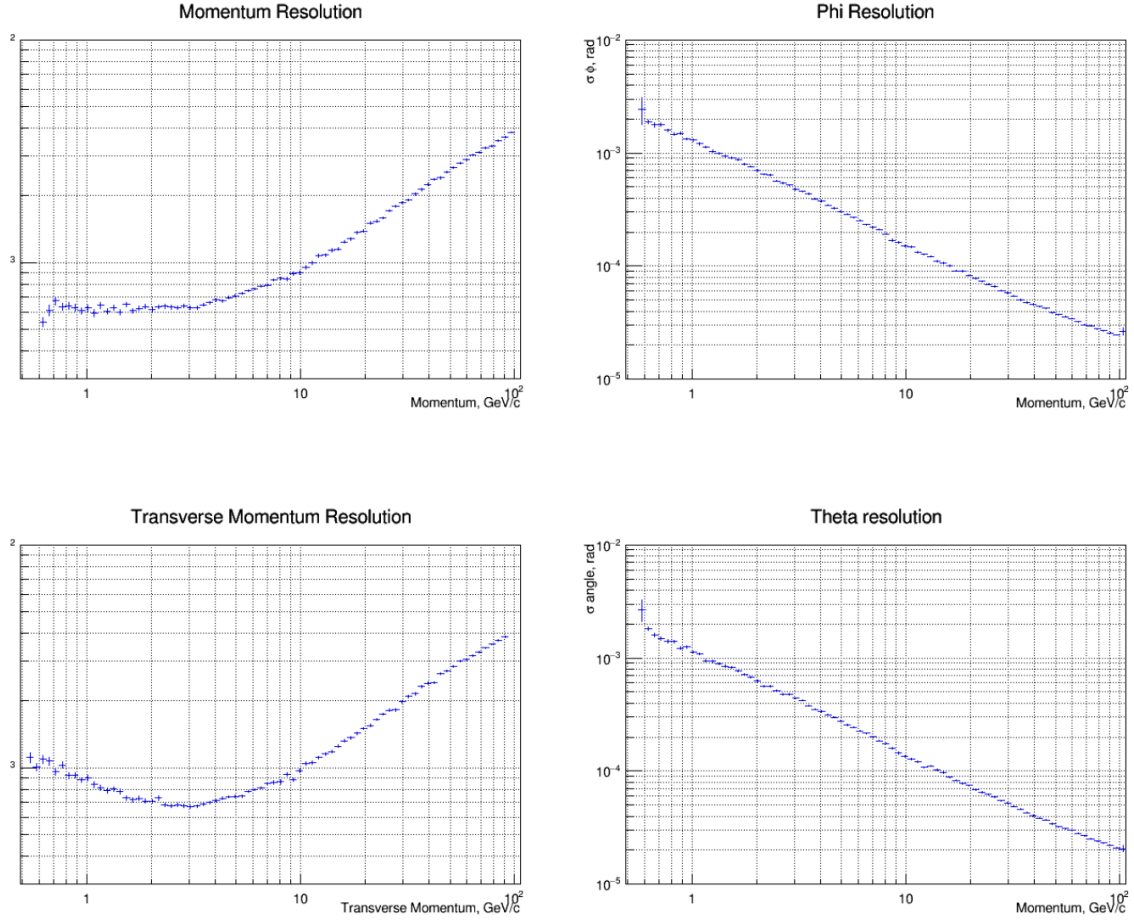 Momentum Resolution
2
3
1
10
10²
Momentum, GeV/c
Phi Resolution
σ ϕ, rad
10⁻²
10⁻³
10⁻⁴
10⁻⁵
1
10
10²
Momentum, GeV/c
Transverse Momentum Resolution
2
3
1
10
10²
Transverse Momentum, GeV/c
Theta resolution
σ angle, rad
10⁻²
10⁻³
10⁻⁴
10⁻⁵
1
10
10²
Momentum, GeV/c